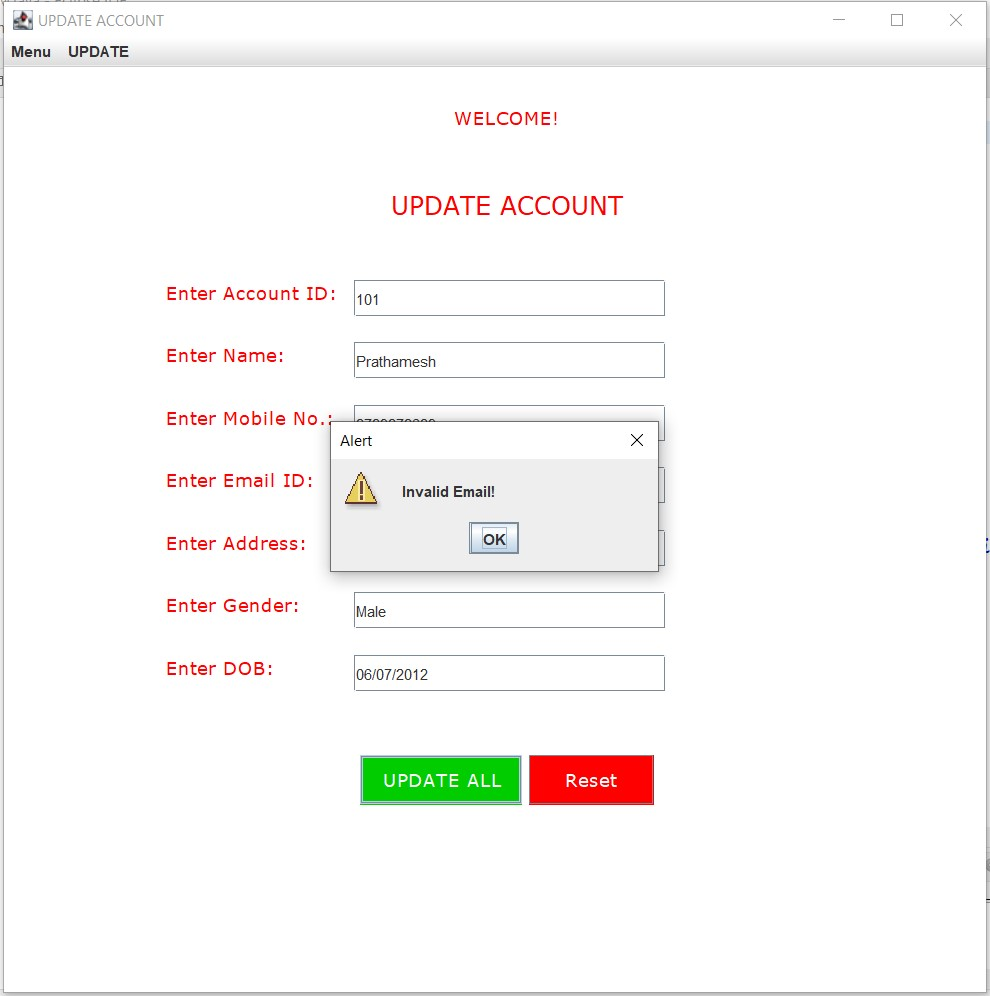 UPDATE ACCOUNT
Menu UPDATE
WELCOME!
UPDATE ACCOUNT
Enter Account ID: 101
Enter Name: Prathamesh
Enter Mobile No.:
Alert
Enter Email ID:
Invalid Email!
OK
Enter Address:
Enter Gender: Male
Enter DOB: 06/07/2012
UPDATE ALL Reset